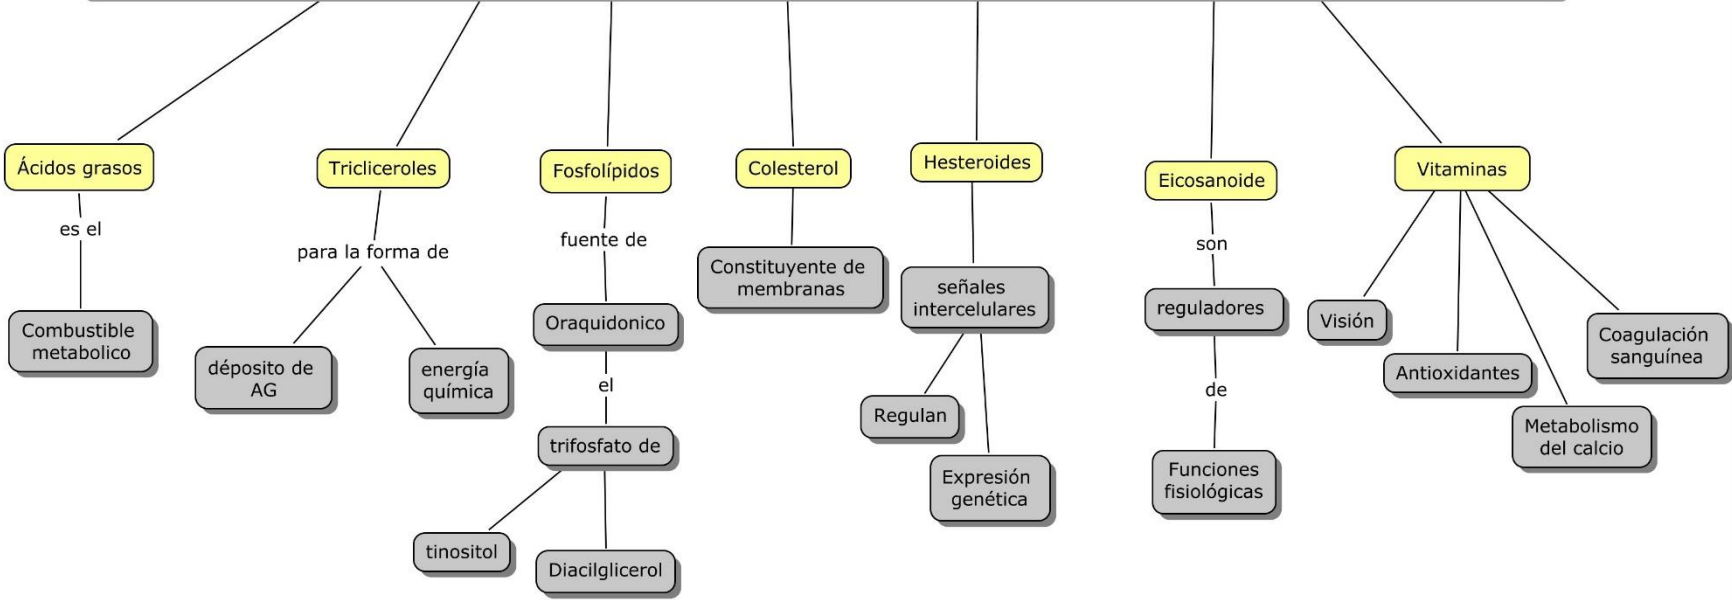 Ácidos grasos
es el
Combustible
metabolico
Tricliceroles
para la forma de
déposito de
AG
energía
química
Fosfolípidos
fuente de
Oraquidonico
el
trifosfato de
tinositol
Diacilglicerol
Colesterol
Constituyente de
membranas
Hesteroides
señales
intercelulares
Regulan
Expresión
genética
Eicosanoide
son
reguladores
de
Funciones
fisiológicas
Vitaminas
Visión
Antioxidantes
Metabolismo
del calcio
Coagulación
sanguínea